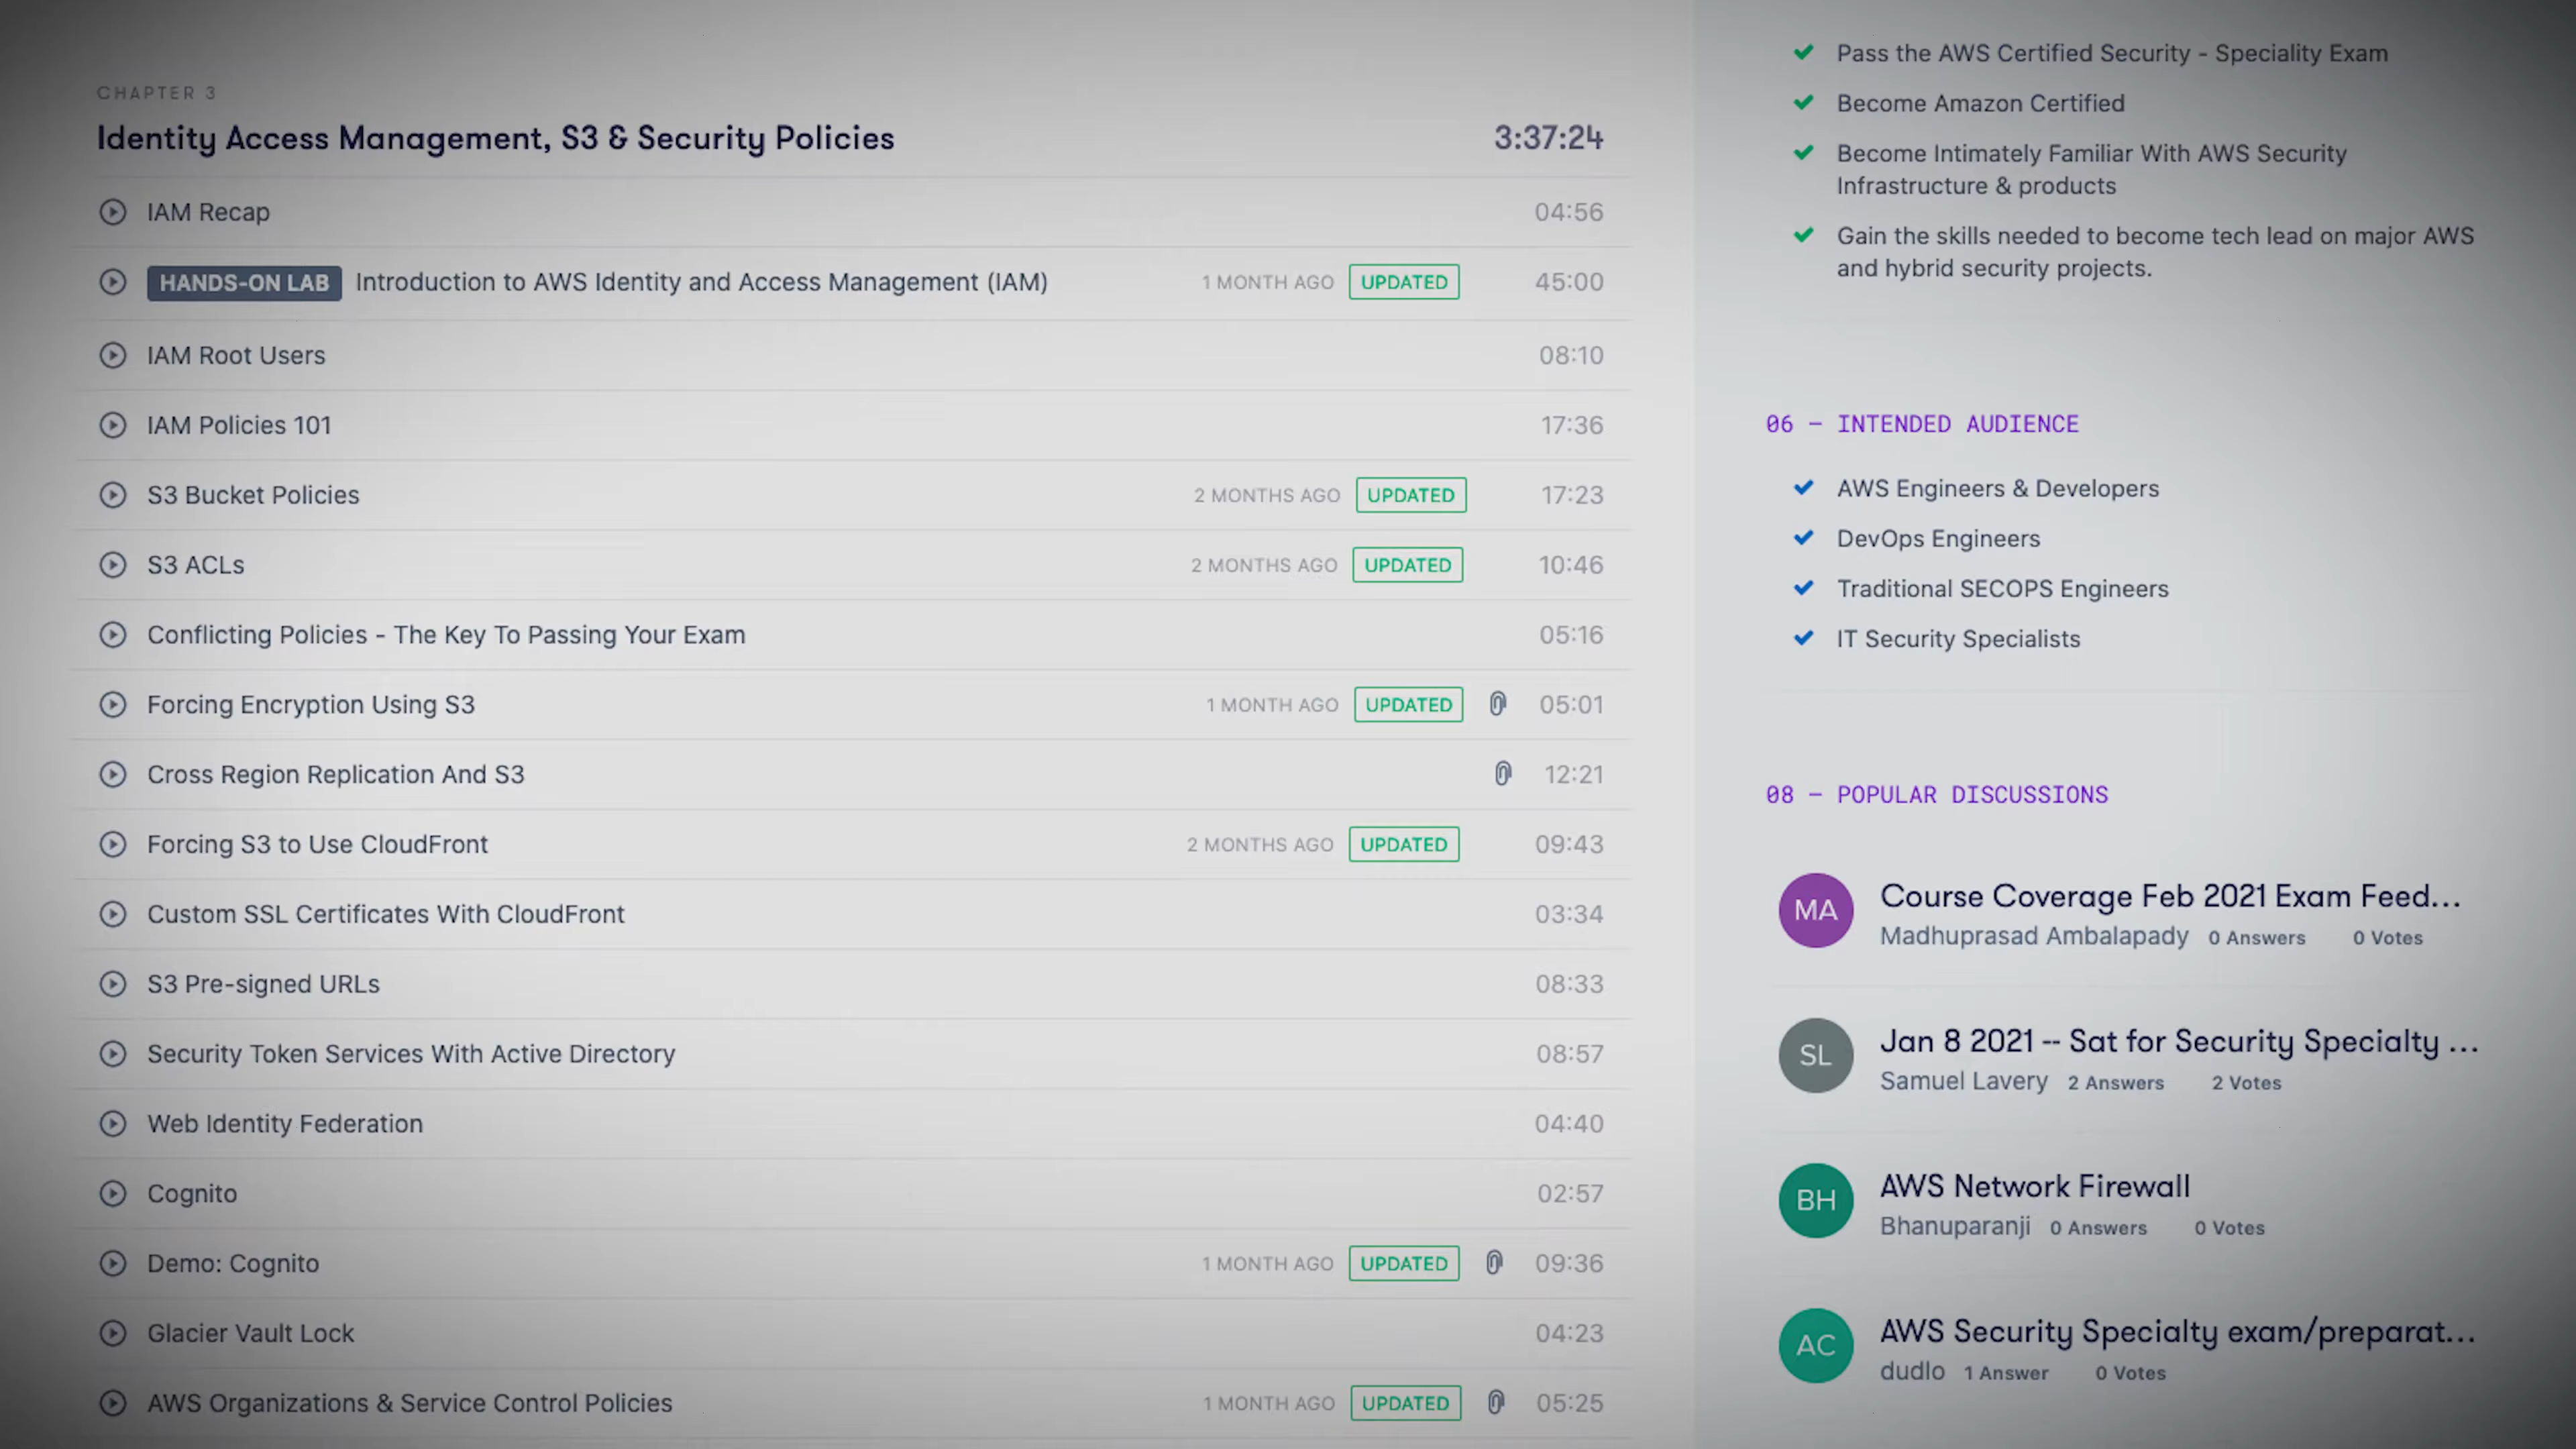 CHAPTER 3
Identity Access Management, S3 & Security Policies 3:37:24
IAM Recap 04:56
HANDS-ON LAB Introduction to AWS Identity and Access Management (IAM) 1 MONTH AGO UPDATED 45:00
IAM Root Users 08:10
IAM Policies 101 17:36
S3 Bucket Policies 2 MONTHS AGO UPDATED 17:23
S3 ACLs 2 MONTHS AGO UPDATED 10:46
Conflicting Policies - The Key To Passing Your Exam 05:16
Forcing Encryption Using S3 1 MONTH AGO UPDATED 05:01
Cross Region Replication And S3 12:21
Forcing S3 to Use CloudFront 2 MONTHS AGO UPDATED 09:43
Custom SSL Certificates With CloudFront 03:34
S3 Pre-signed URLs 08:33
Security Token Services With Active Directory 08:57
Web Identity Federation 04:40
Cognito 02:57
Demo: Cognito 1 MONTH AGO UPDATED 09:36
Glacier Vault Lock 04:23
AWS Organizations & Service Control Policies 1 MONTH AGO UPDATED 05:25
Pass the AWS Certified Security - Speciality Exam
Become Amazon Certified
Become Intimately Familiar With AWS Security
Infrastructure & products
Gain the skills needed to become tech lead on major AWS
and hybrid security projects.
06 – INTENDED AUDIENCE
AWS Engineers & Developers
DevOps Engineers
Traditional SECOPS Engineers
IT Security Specialists
08 – POPULAR DISCUSSIONS
MA Course Coverage Feb 2021 Exam Feed...
Madhuprasad Ambalapady 0 Answers 0 Votes
SL Jan 8 2021 -- Sat for Security Specialty ...
Samuel Lavery 2 Answers 2 Votes
BH AWS Network Firewall
Bhanuparanji 0 Answers 0 Votes
AC AWS Security Specialty exam/preparat...
dudlo 1 Answer 0 Votes